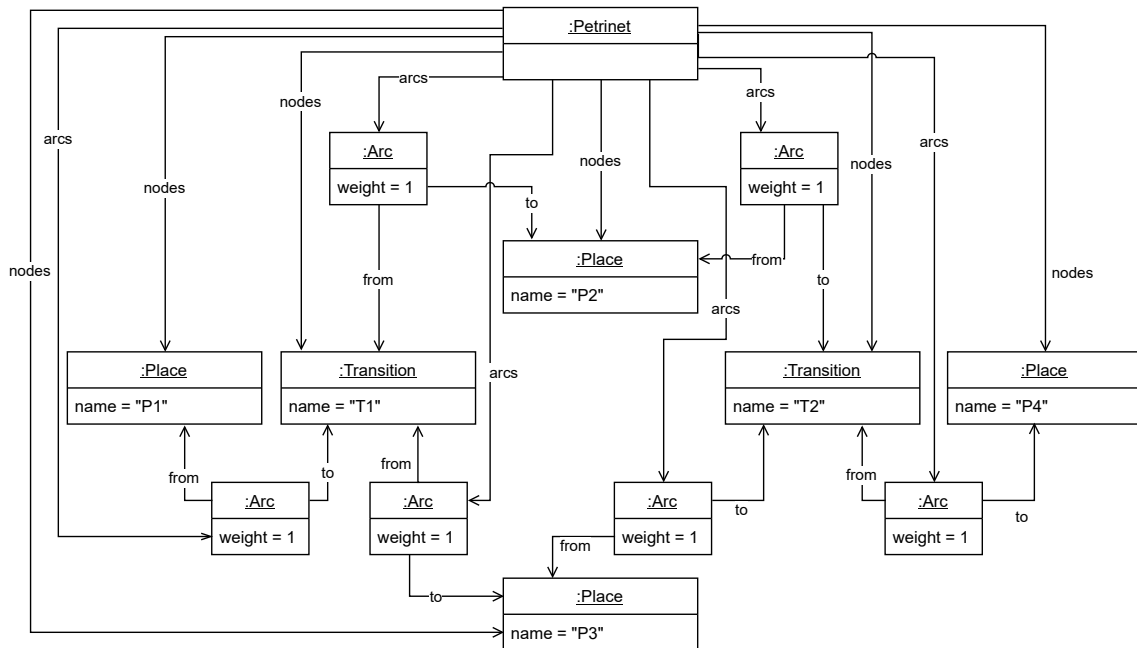 :Petrinet
arcs
arcs
nodes
arcs
arcs
:Arc
:Arc
nodes
nodes
nodes
weight = 1
weight = 1
to
:Place
from
nodes
nodes
from
to
name = "P2"
arcs
:Place
:Transition
arcs
:Transition
:Place
name = "P1"
name = "T1"
name = "T2"
name = "P4"
from
to
from
from
:Arc
:Arc
:Arc
to
:Arc
to
weight = 1
weight = 1
from
weight = 1
weight = 1
to
:Place
name = "P3"